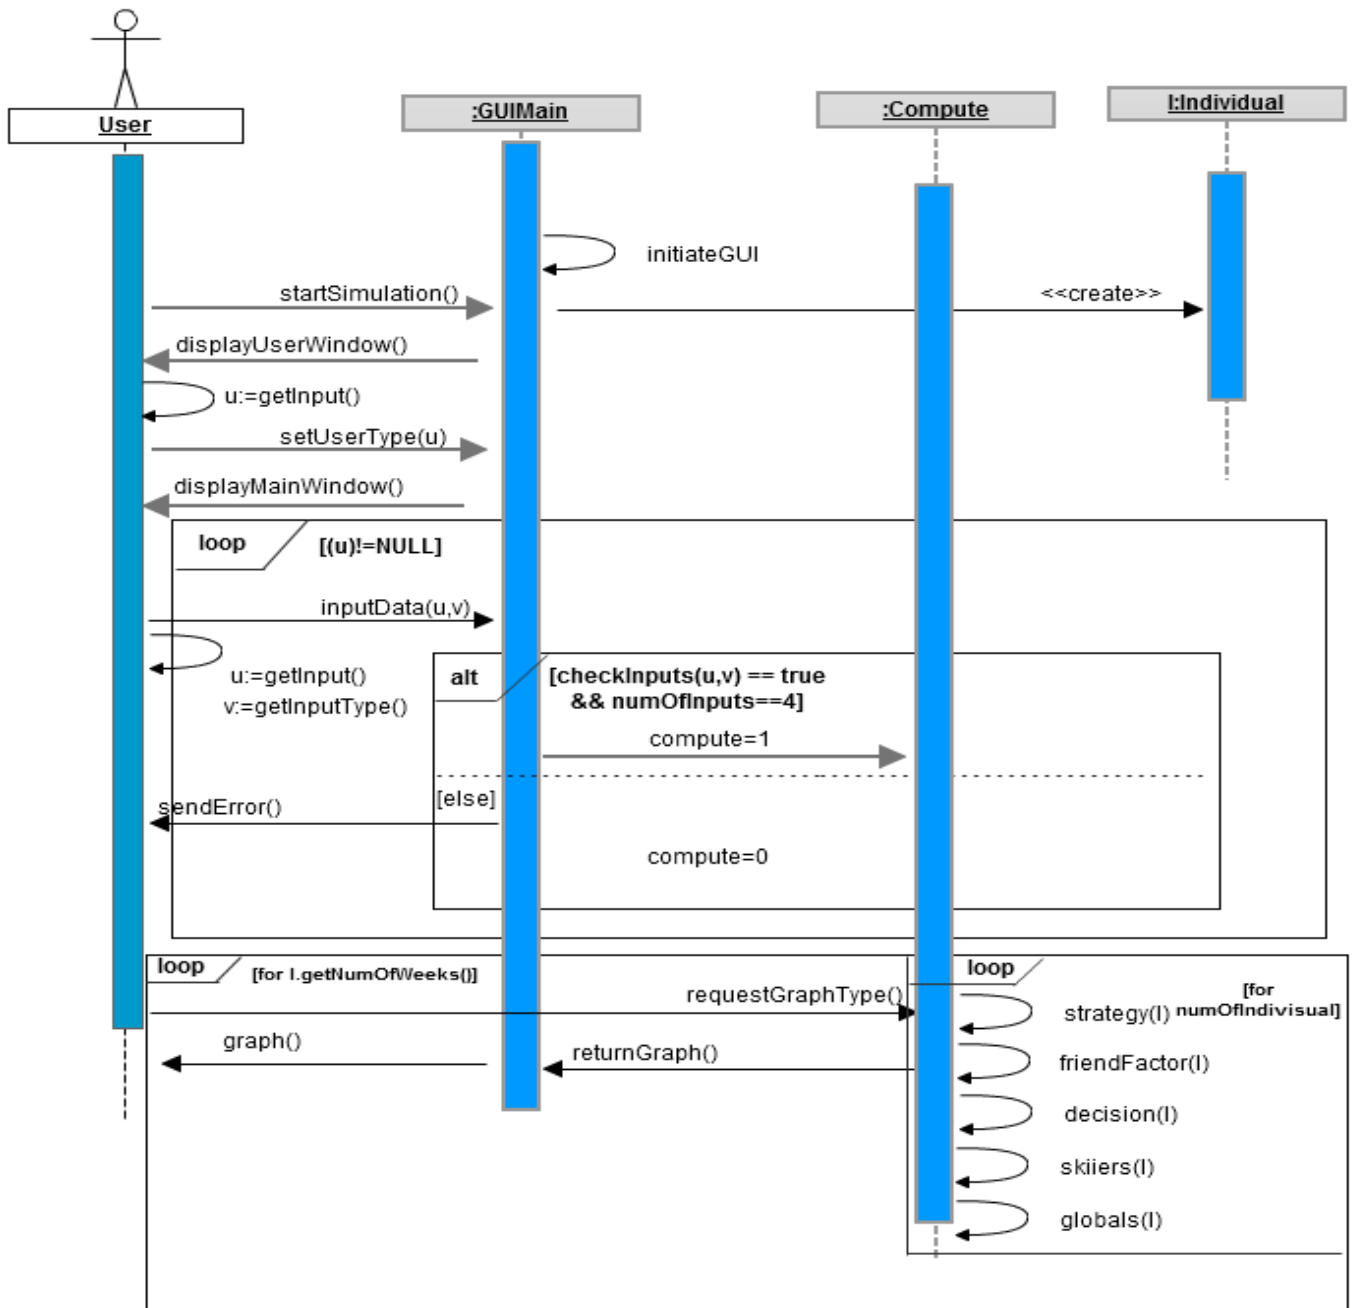 User
:GUIMain
:Compute
I:Individual
initiateGUI
startSimulation()
<<create>>
displayUserWindow()
u:=getInput()
setUserType(u)
displayMainWindow()
loop
[(u)!=NULL]
inputData(u,v)
u:=getInput()
v:=getInputType()
alt
[checkInputs(u,v) == true
&& numOfInputs==4]
compute=1
[else]
sendError()
compute=0
loop
[for I.getNumOfWeeks()]
loop
[for
numOfIndivisual]
requestGraphType()
strategy(I)
graph()
returnGraph()
friendFactor(I)
decision(I)
skiiers(I)
globals(I)